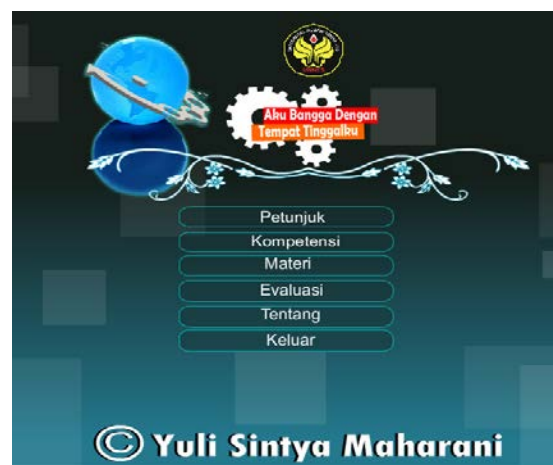 Aku Bangga Dengan
Tempat Tinggalku
Petunjuk
Kompetensi
Materi
Evaluasi
Tentang
Keluar
© Yuli Sintya Maharani